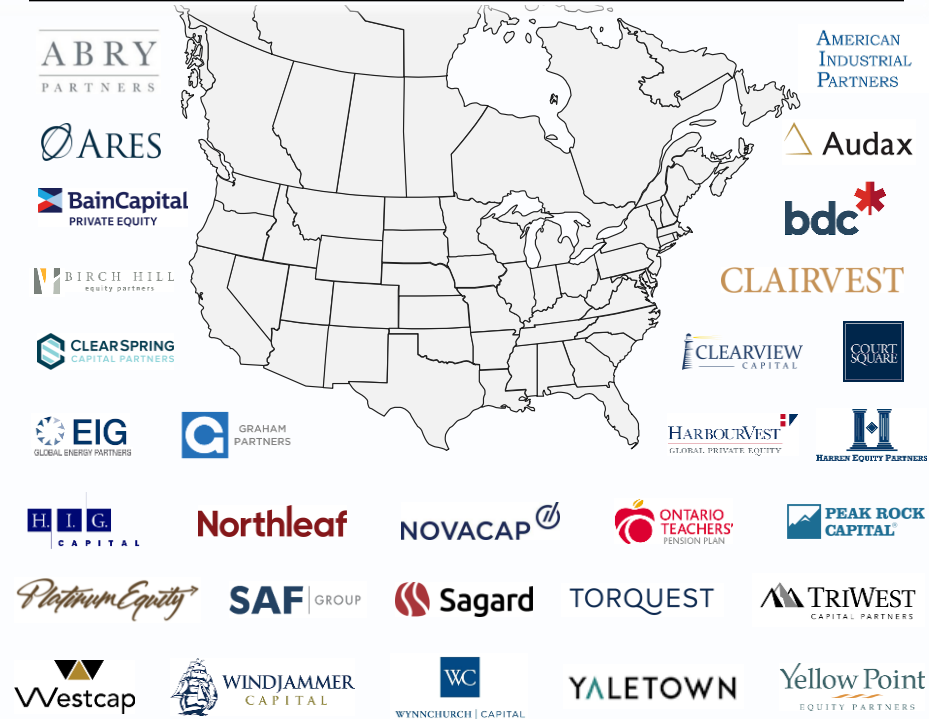 ABRY
PARTNERS
AMERICAN
INDUSTRIAL
PARTNERS
ARES
Audax
BainCapital
PRIVATE EQUITY
bdc
BIRCH HILL
equity partners
CLAIRVEST
CLEARSPRING
CAPITAL PARTNERS
CLEARVIEW
CAPITAL
COURT
SQUARE
EIG
GLOBAL ENERGY PARTNERS
GRAHAM
PARTNERS
HARBOURVEST
GLOBAL PRIVATE EQUITY
HARREN EQUITY PARTNERS
H.I.G.
CAPITAL
Northleaf
NOVACAP
ONTARIO
TEACHERS'
PENSION PLAN
PEAK ROCK
CAPITAL®
Platinum Equity
SAF GROUP
Sagard
TORQUEST
TRIWEST
CAPITAL PARTNERS
Westcap
WINDJAMMER
CAPITAL
WC
WYNNCHURCH | CAPITAL
YALETOWN
Yellow Point
EQUITY PARTNERS